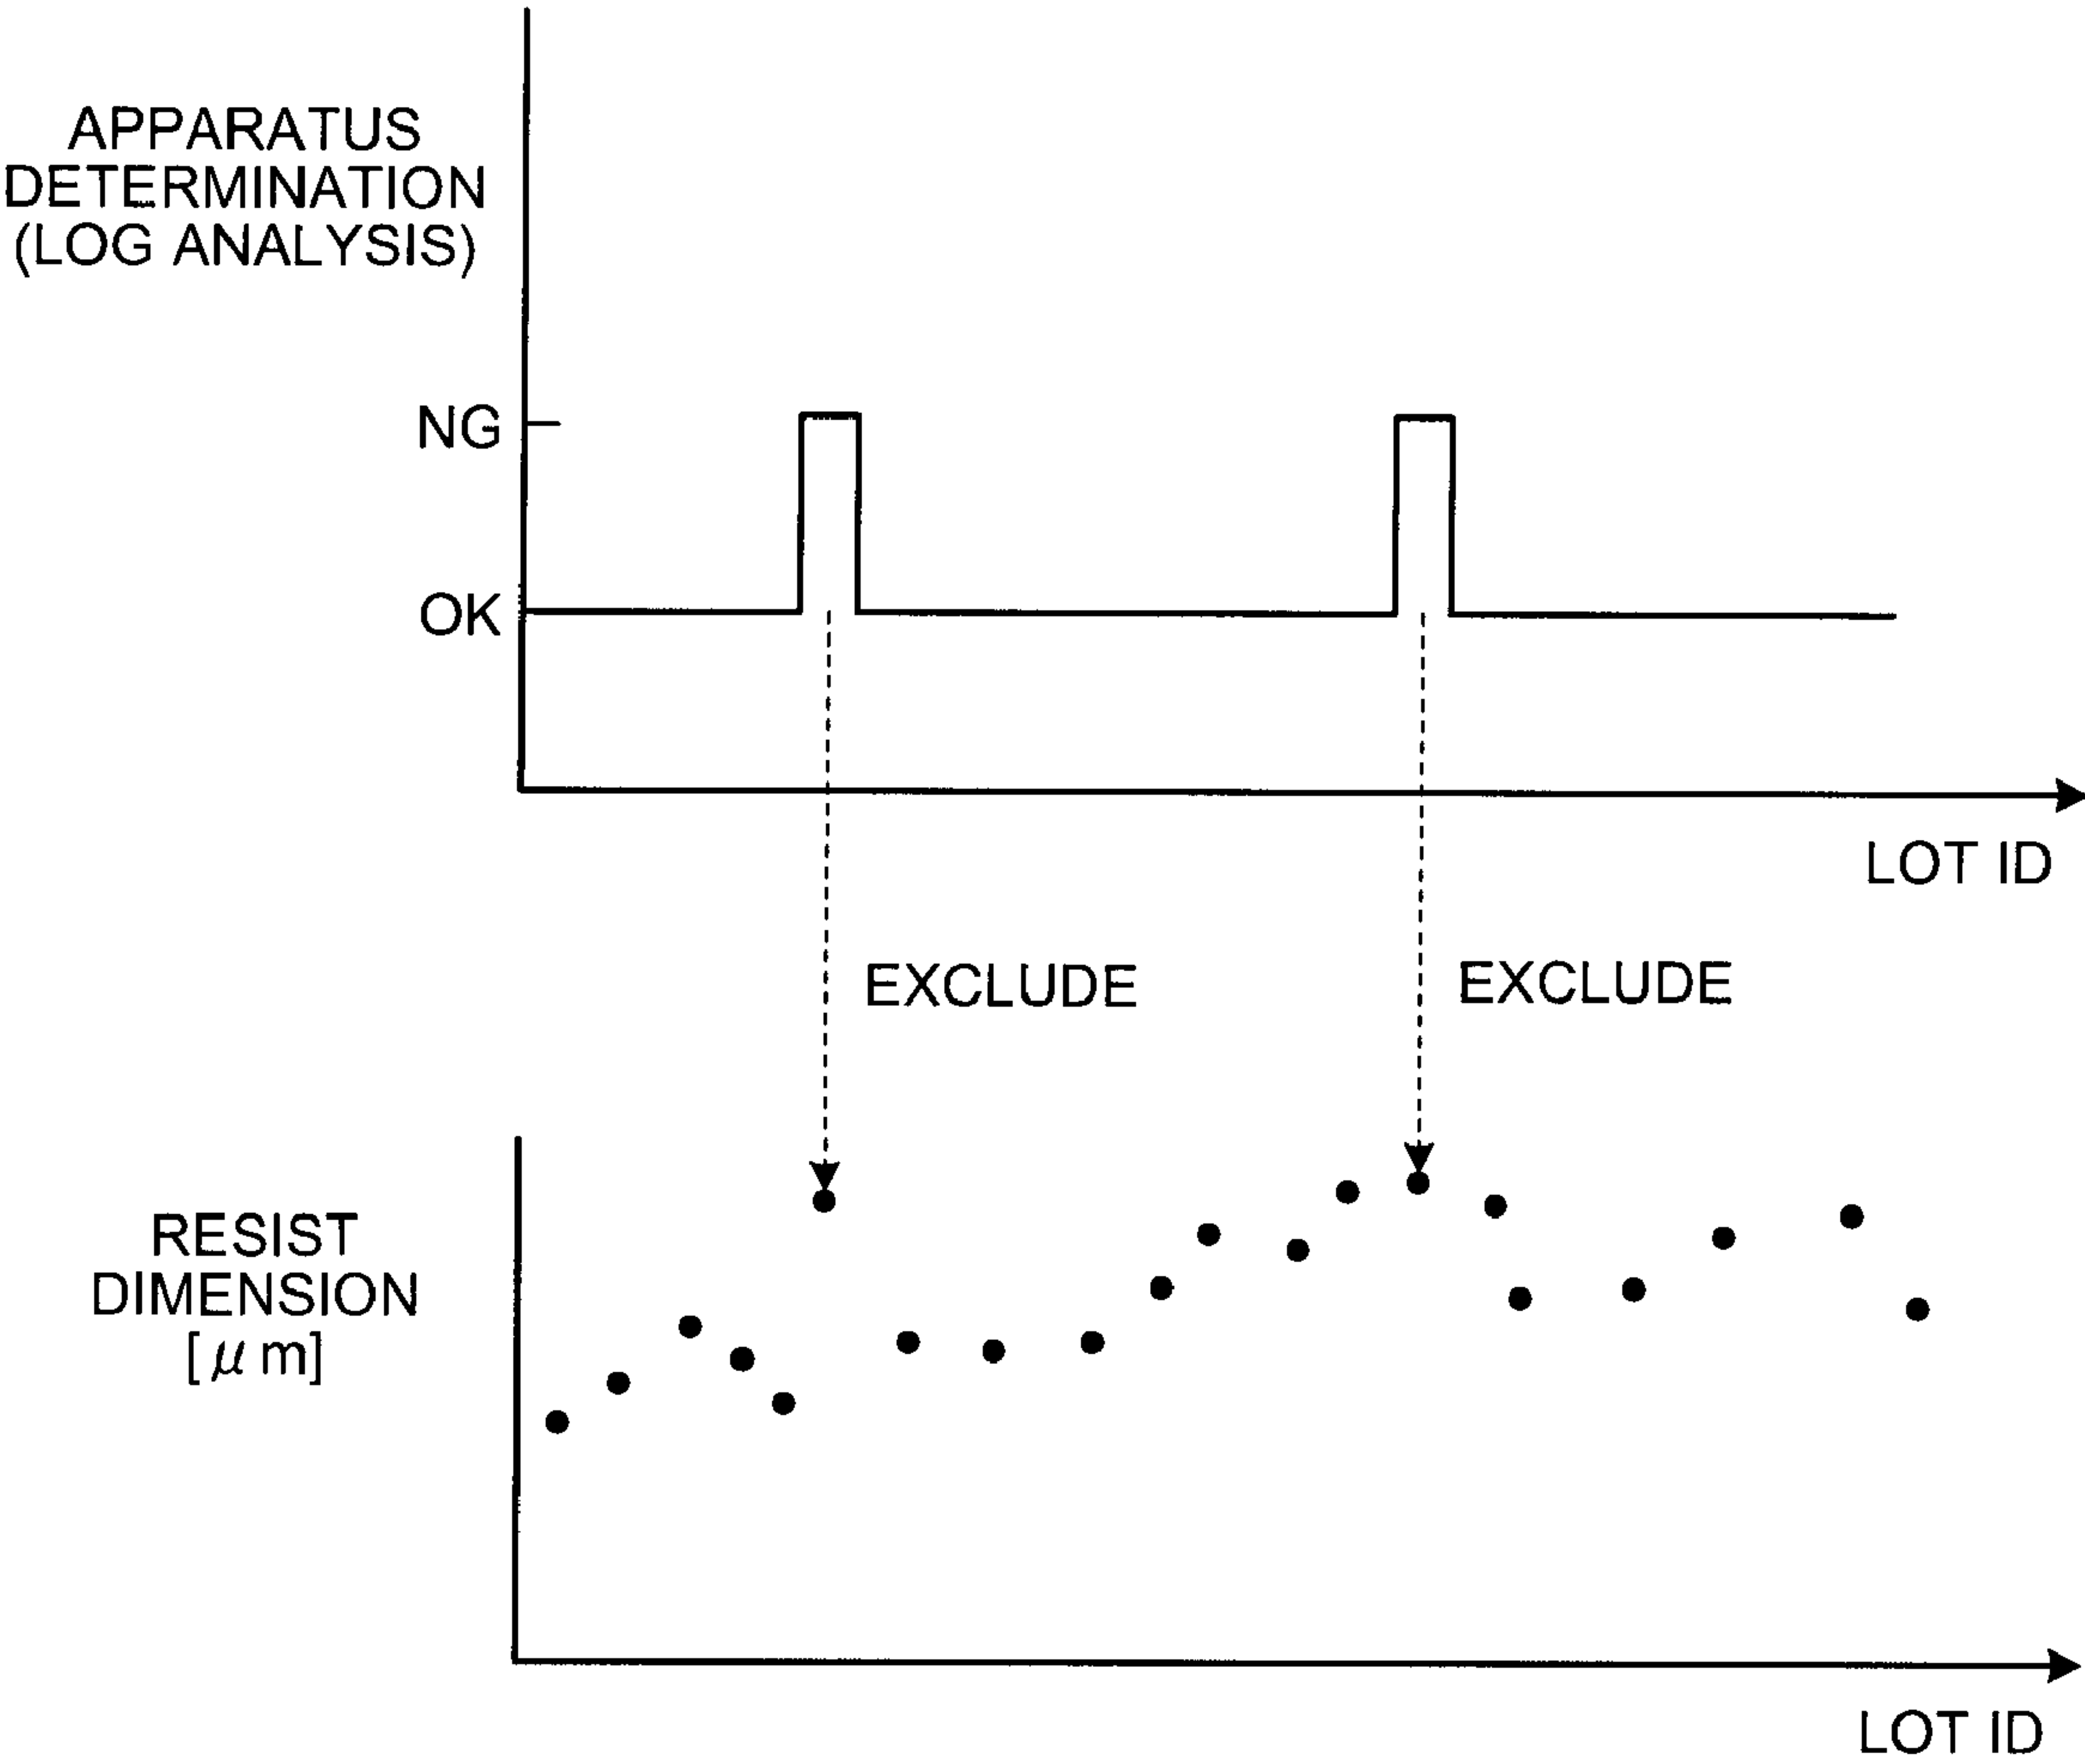 APPARATUS
DETERMINATION
(LOG ANALYSIS)
NG
OK
LOT ID
EXCLUDE
EXCLUDE
RESIST
DIMENSION
[μm]
LOT ID